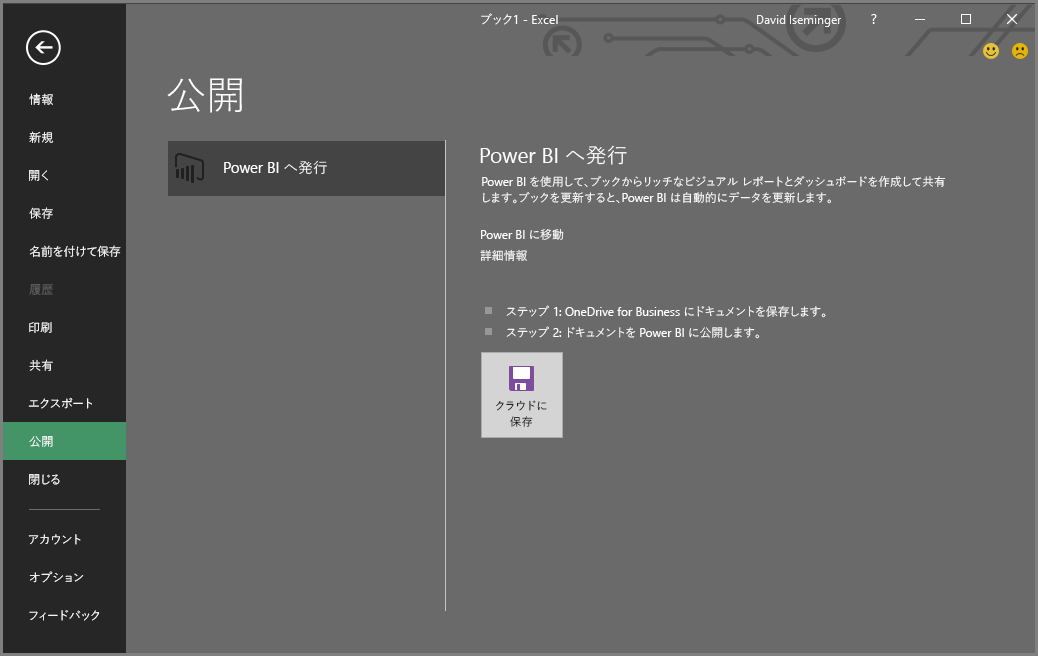 ブック1 - Excel
David Iseminger
?
情報
新規
開く
保存
名前を付けて保存
履歴
印刷
共有
エクスポート
公開
閉じる
アカウント
オプション
フィードバック
公開
Power BI へ発行
Power BI へ発行
Power BI を使用して、ブックからリッチなビジュアル レポートとダッシュボードを作成して共有
します。ブックを更新すると、Power BI は自動的にデータを更新します。
Power BI に移動
詳細情報
ステップ 1: OneDrive for Business にドキュメントを保存します。
ステップ 2: ドキュメントを Power BI に公開します。
クラウドに
保存